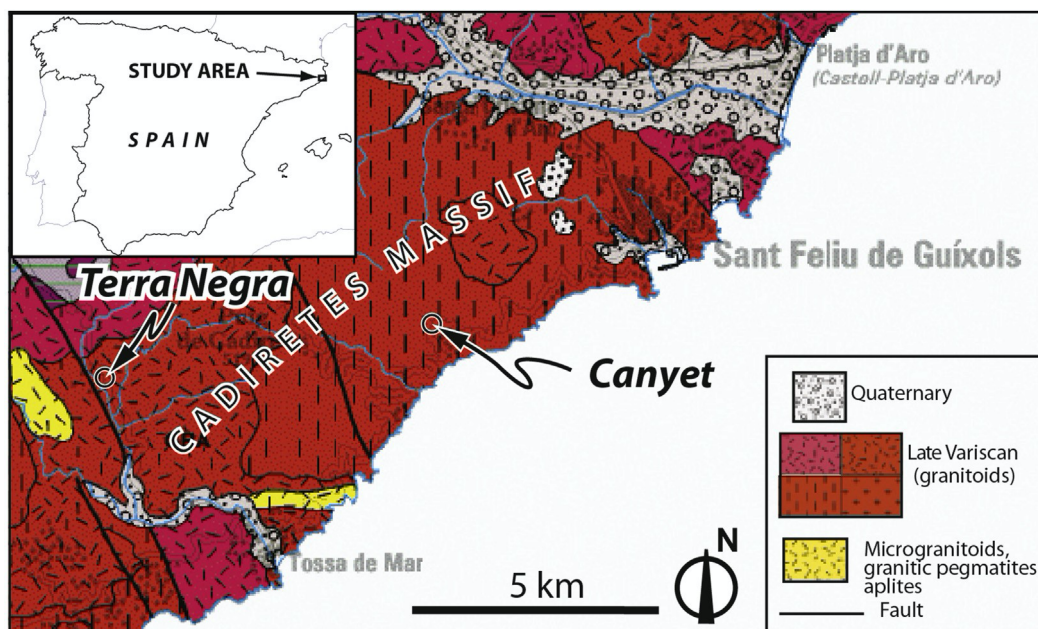 STUDY AREA
SPAIN
Platja d'Aro
(Castell-Platja d'Aro)
CADIRETES MASSIF
Sant Feliu de Guíxols
Terra Negra
Canyet
Tossa de Mar
5 km
N
Quaternary
Late Variscan
(granitoids)
Microgranitoids,
granitic pegmatites
aplites
Fault